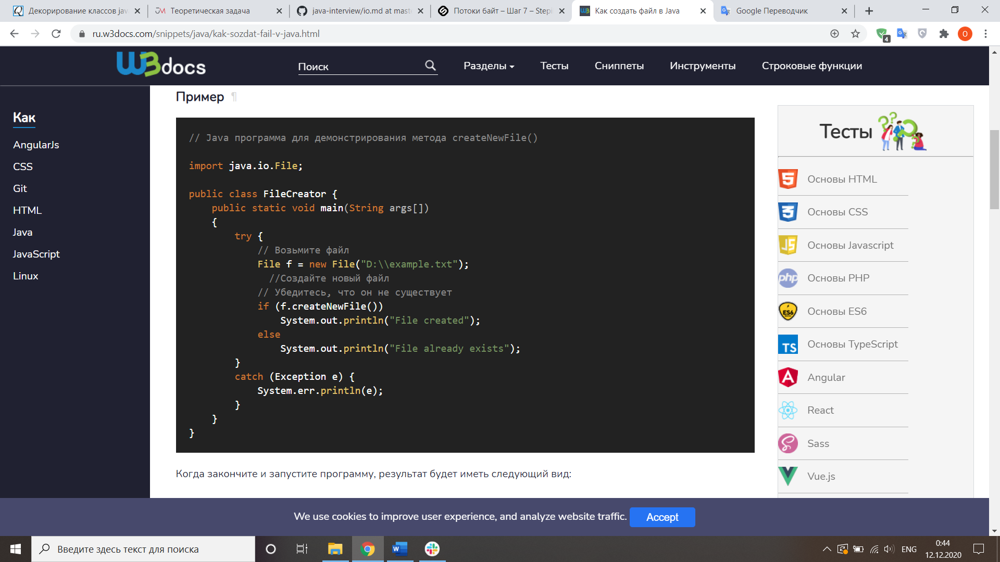 Декорирование классов jav
Теоретическая задача
java-interview/io.md at maste
Потоки байт – Шаг 7 – Stepi
Как создать файл в Java
Google Переводчик
ru.w3docs.com/snippets/java/kak-sozdat-fail-v-java.html
4
O
W3docs
Поиск
Разделы
Тесты
Сниппеты
Инструменты
Строковые функции
Как
AngularJs
CSS
Git
HTML
Java
JavaScript
Linux
Пример ¶
// Java программа для демонстрирования метода createNewFile()
import java.io.File;
public class FileCreator {
public static void main(String args[])
{
try {
// Возьмите файл
File f = new File("D:\\example.txt");
//Создайте новый файл
// Убедитесь, что он не существует
if (f.createNewFile())
System.out.println("File created");
else
System.out.println("File already exists");
}
catch (Exception e) {
System.err.println(e);
}
}
}
Когда закончите и запустите программу, результат будет иметь следующий вид:
Тесты
Основы HTML
Основы CSS
JS Основы Javascript
php Основы PHP
ES6 Основы ES6
TS Основы TypeScript
Angular
React
Sass
Vue.js
We use cookies to improve user experience, and analyze website traffic.
Accept
Введите здесь текст для поиска
ENG
0:44
12.12.2020